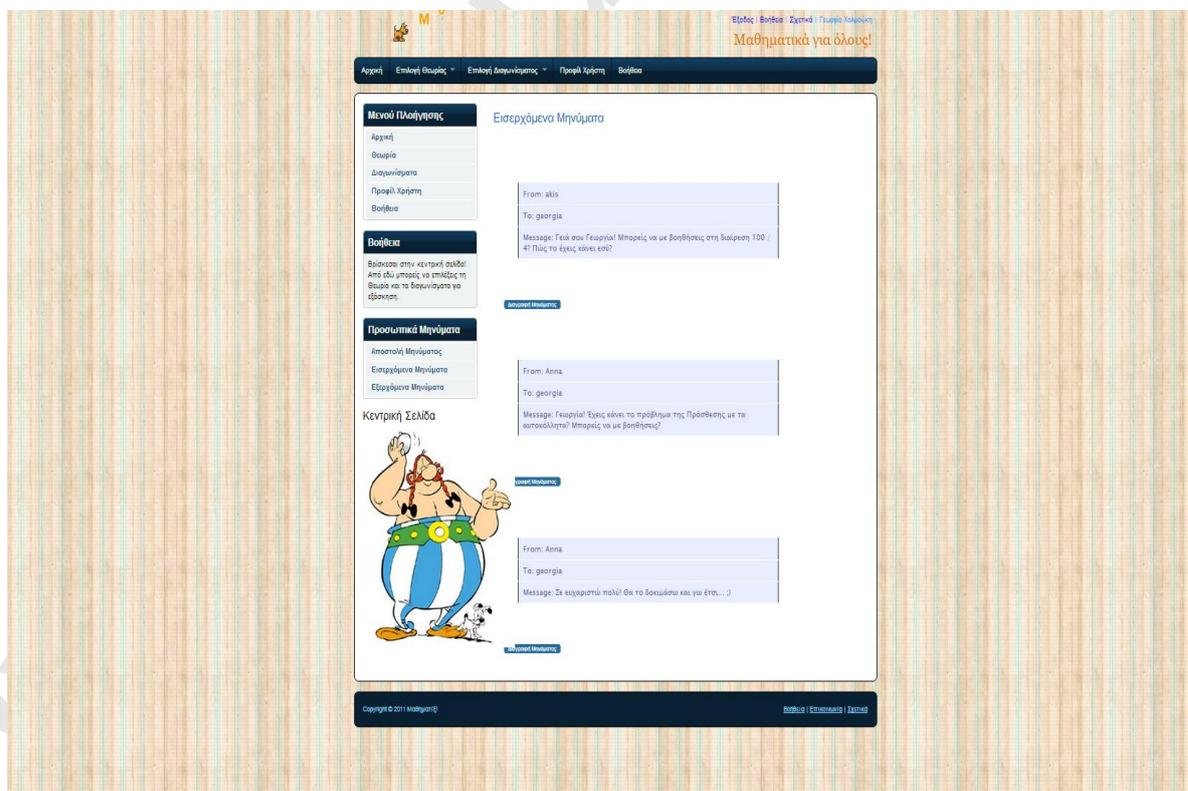 Μ
Έξοδος | Βοήθεια | Σχετικά | Γεωργία
Μαθηματικά για όλους!
Αρχική Επιλογή Θεωρίας Επιλογή Διαγωνίσματος Προφίλ Χρήστη Βοήθεια
Μενού Πλοήγησης
Αρχική
Θεωρία
Διαγωνίσματα
Προφίλ Χρήστη
Βοήθεια
Βοήθεια
Βρίσκεσαι στην κεντρική σελίδα!
Από εδώ μπορείς να επιλέξεις τη
Θεωρία και τα διαγωνίσματα για
εξάσκηση.
Προσωπικά Μηνύματα
Αποστολή Μηνύματος
Εισερχόμενα Μηνύματα
Εξερχόμενα Μηνύματα
Κεντρική Σελίδα
Εισερχόμενα Μηνύματα
From: akis
To: georgia
Message: Γειά σου Γεωργία! Μπορείς να με βοηθήσεις στη διαίρεση 100 /
4? Πώς το έχεις κάνει εσύ?
Διαγραφή Μηνύματος
From: Anna
To: georgia
Message: Γεωργία! Έχεις κάνει το πρόβλημα της Πρόσθεσης με τα
αυτοκόλλητα? Μπορείς να με βοηθήσεις?
γραφή Μηνύματος
From: Anna
To: georgia
Message: Σε ευχαριστώ πολύ! Θα το δοκιμάσω και γω έτσι... ;)
Διαγραφή Μηνύματος
Copyright © 2011 Μαθηματίξ!
Βοήθεια | Επικοινωνία | Σχετικά